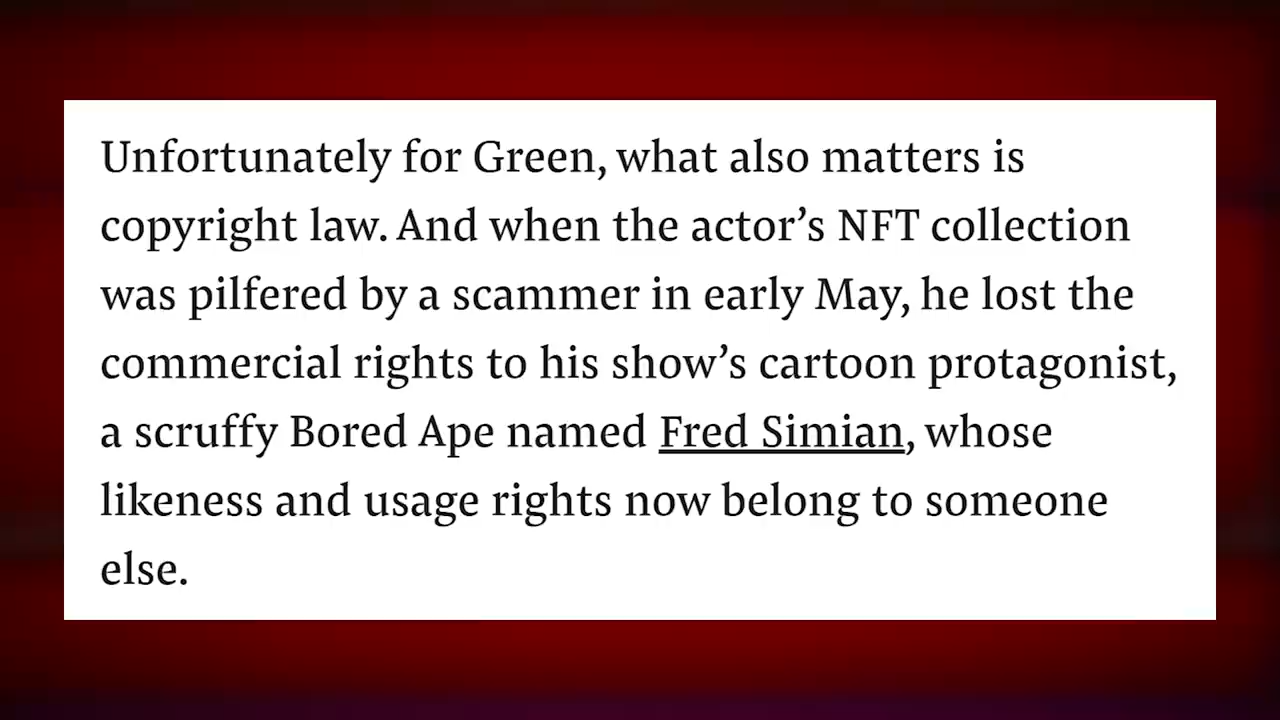 Unfortunately for Green, what also matters is
copyright law. And when the actor’s NFT collection
was pilfered by a scammer in early May, he lost the
commercial rights to his show’s cartoon protagonist,
a scruffy Bored Ape named Fred Simian, whose
likeness and usage rights now belong to someone
else.